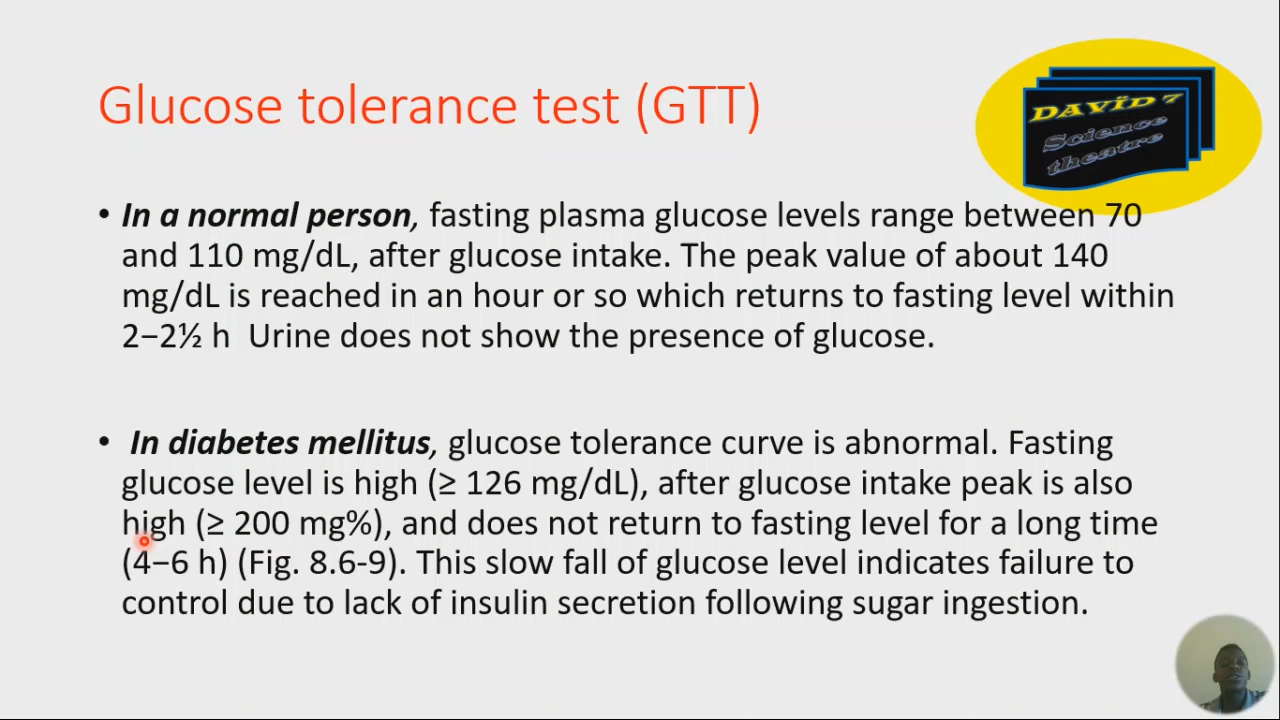 Glucose tolerance test (GTT)
DAVÏD 7
Science
theatre
• In a normal person, fasting plasma glucose levels range between 70
and 110 mg/dL, after glucose intake. The peak value of about 140
mg/dL is reached in an hour or so which returns to fasting level within
2−2½ h  Urine does not show the presence of glucose.
• In diabetes mellitus, glucose tolerance curve is abnormal. Fasting
glucose level is high (≥ 126 mg/dL), after glucose intake peak is also
high (≥ 200 mg%), and does not return to fasting level for a long time
(4−6 h) (Fig. 8.6-9). This slow fall of glucose level indicates failure to
control due to lack of insulin secretion following sugar ingestion.